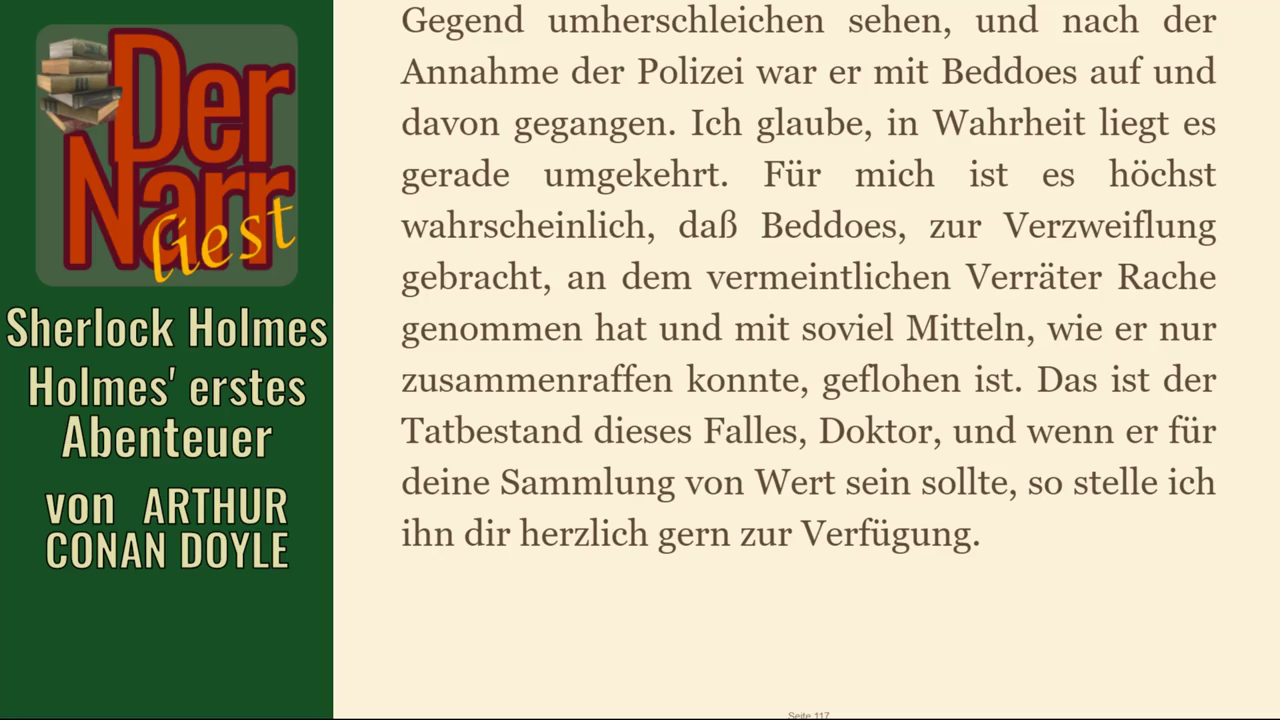 Der
Narr
liest
Sherlock Holmes
Holmes' erstes
Abenteuer
von ARTHUR
CONAN DOYLE
Gegend umherschleichen sehen, und nach der
Annahme der Polizei war er mit Beddoes auf und
davon gegangen. Ich glaube, in Wahrheit liegt es
gerade umgekehrt. Für mich ist es höchst
wahrscheinlich, daß Beddoes, zur Verzweiflung
gebracht, an dem vermeintlichen Verräter Rache
genommen hat und mit soviel Mitteln, wie er nur
zusammenraffen konnte, geflohen ist. Das ist der
Tatbestand dieses Falles, Doktor, und wenn er für
deine Sammlung von Wert sein sollte, so stelle ich
ihn dir herzlich gern zur Verfügung.
Seite 117